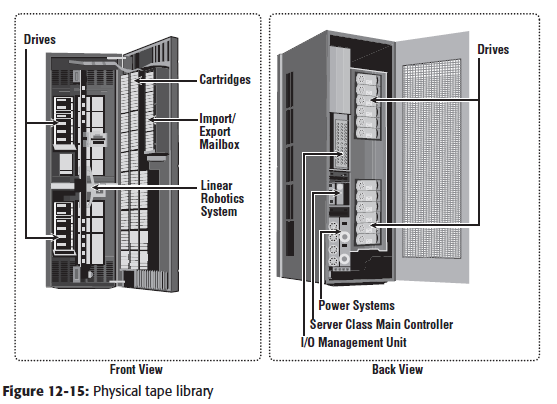 Drives
Cartridges
Import/
Export
Mailbox
Linear
Robotics
System
Front View
Drives
Power Systems
Server Class Main Controller
I/O Management Unit
Back View
Figure 12-15: Physical tape library